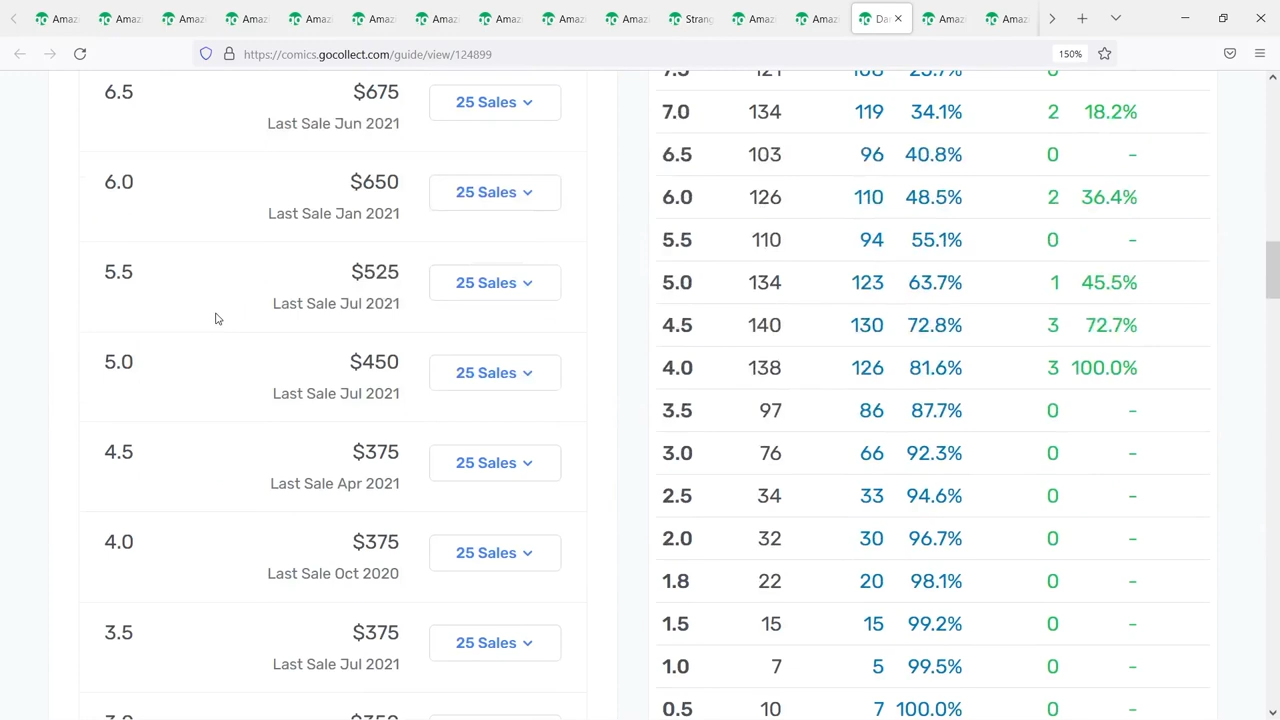 Amaz Amaz Amaz Amaz Amaz Amaz Amaz Amaz Amaz Amaz Strang Amaz Amaz Da Amaz Amaz
https://comics.gocollect.com/guide/view/124899 150%
6.5 $675 25 Sales
Last Sale Jun 2021
6.0 $650 25 Sales
Last Sale Jan 2021
5.5 $525 25 Sales
Last Sale Jul 2021
5.0 $450 25 Sales
Last Sale Jul 2021
4.5 $375 25 Sales
Last Sale Apr 2021
4.0 $375 25 Sales
Last Sale Oct 2020
3.5 $375 25 Sales
Last Sale Jul 2021
7.0 134 119 34.1% 2 18.2%
6.5 103 96 40.8% 0 -
6.0 126 110 48.5% 2 36.4%
5.5 110 94 55.1% 0 -
5.0 134 123 63.7% 1 45.5%
4.5 140 130 72.8% 3 72.7%
4.0 138 126 81.6% 3 100.0%
3.5 97 86 87.7% 0 -
3.0 76 66 92.3% 0 -
2.5 34 33 94.6% 0 -
2.0 32 30 96.7% 0 -
1.8 22 20 98.1% 0 -
1.5 15 15 99.2% 0 -
1.0 7 5 99.5% 0 -
0.5 10 7 100.0% 0 -